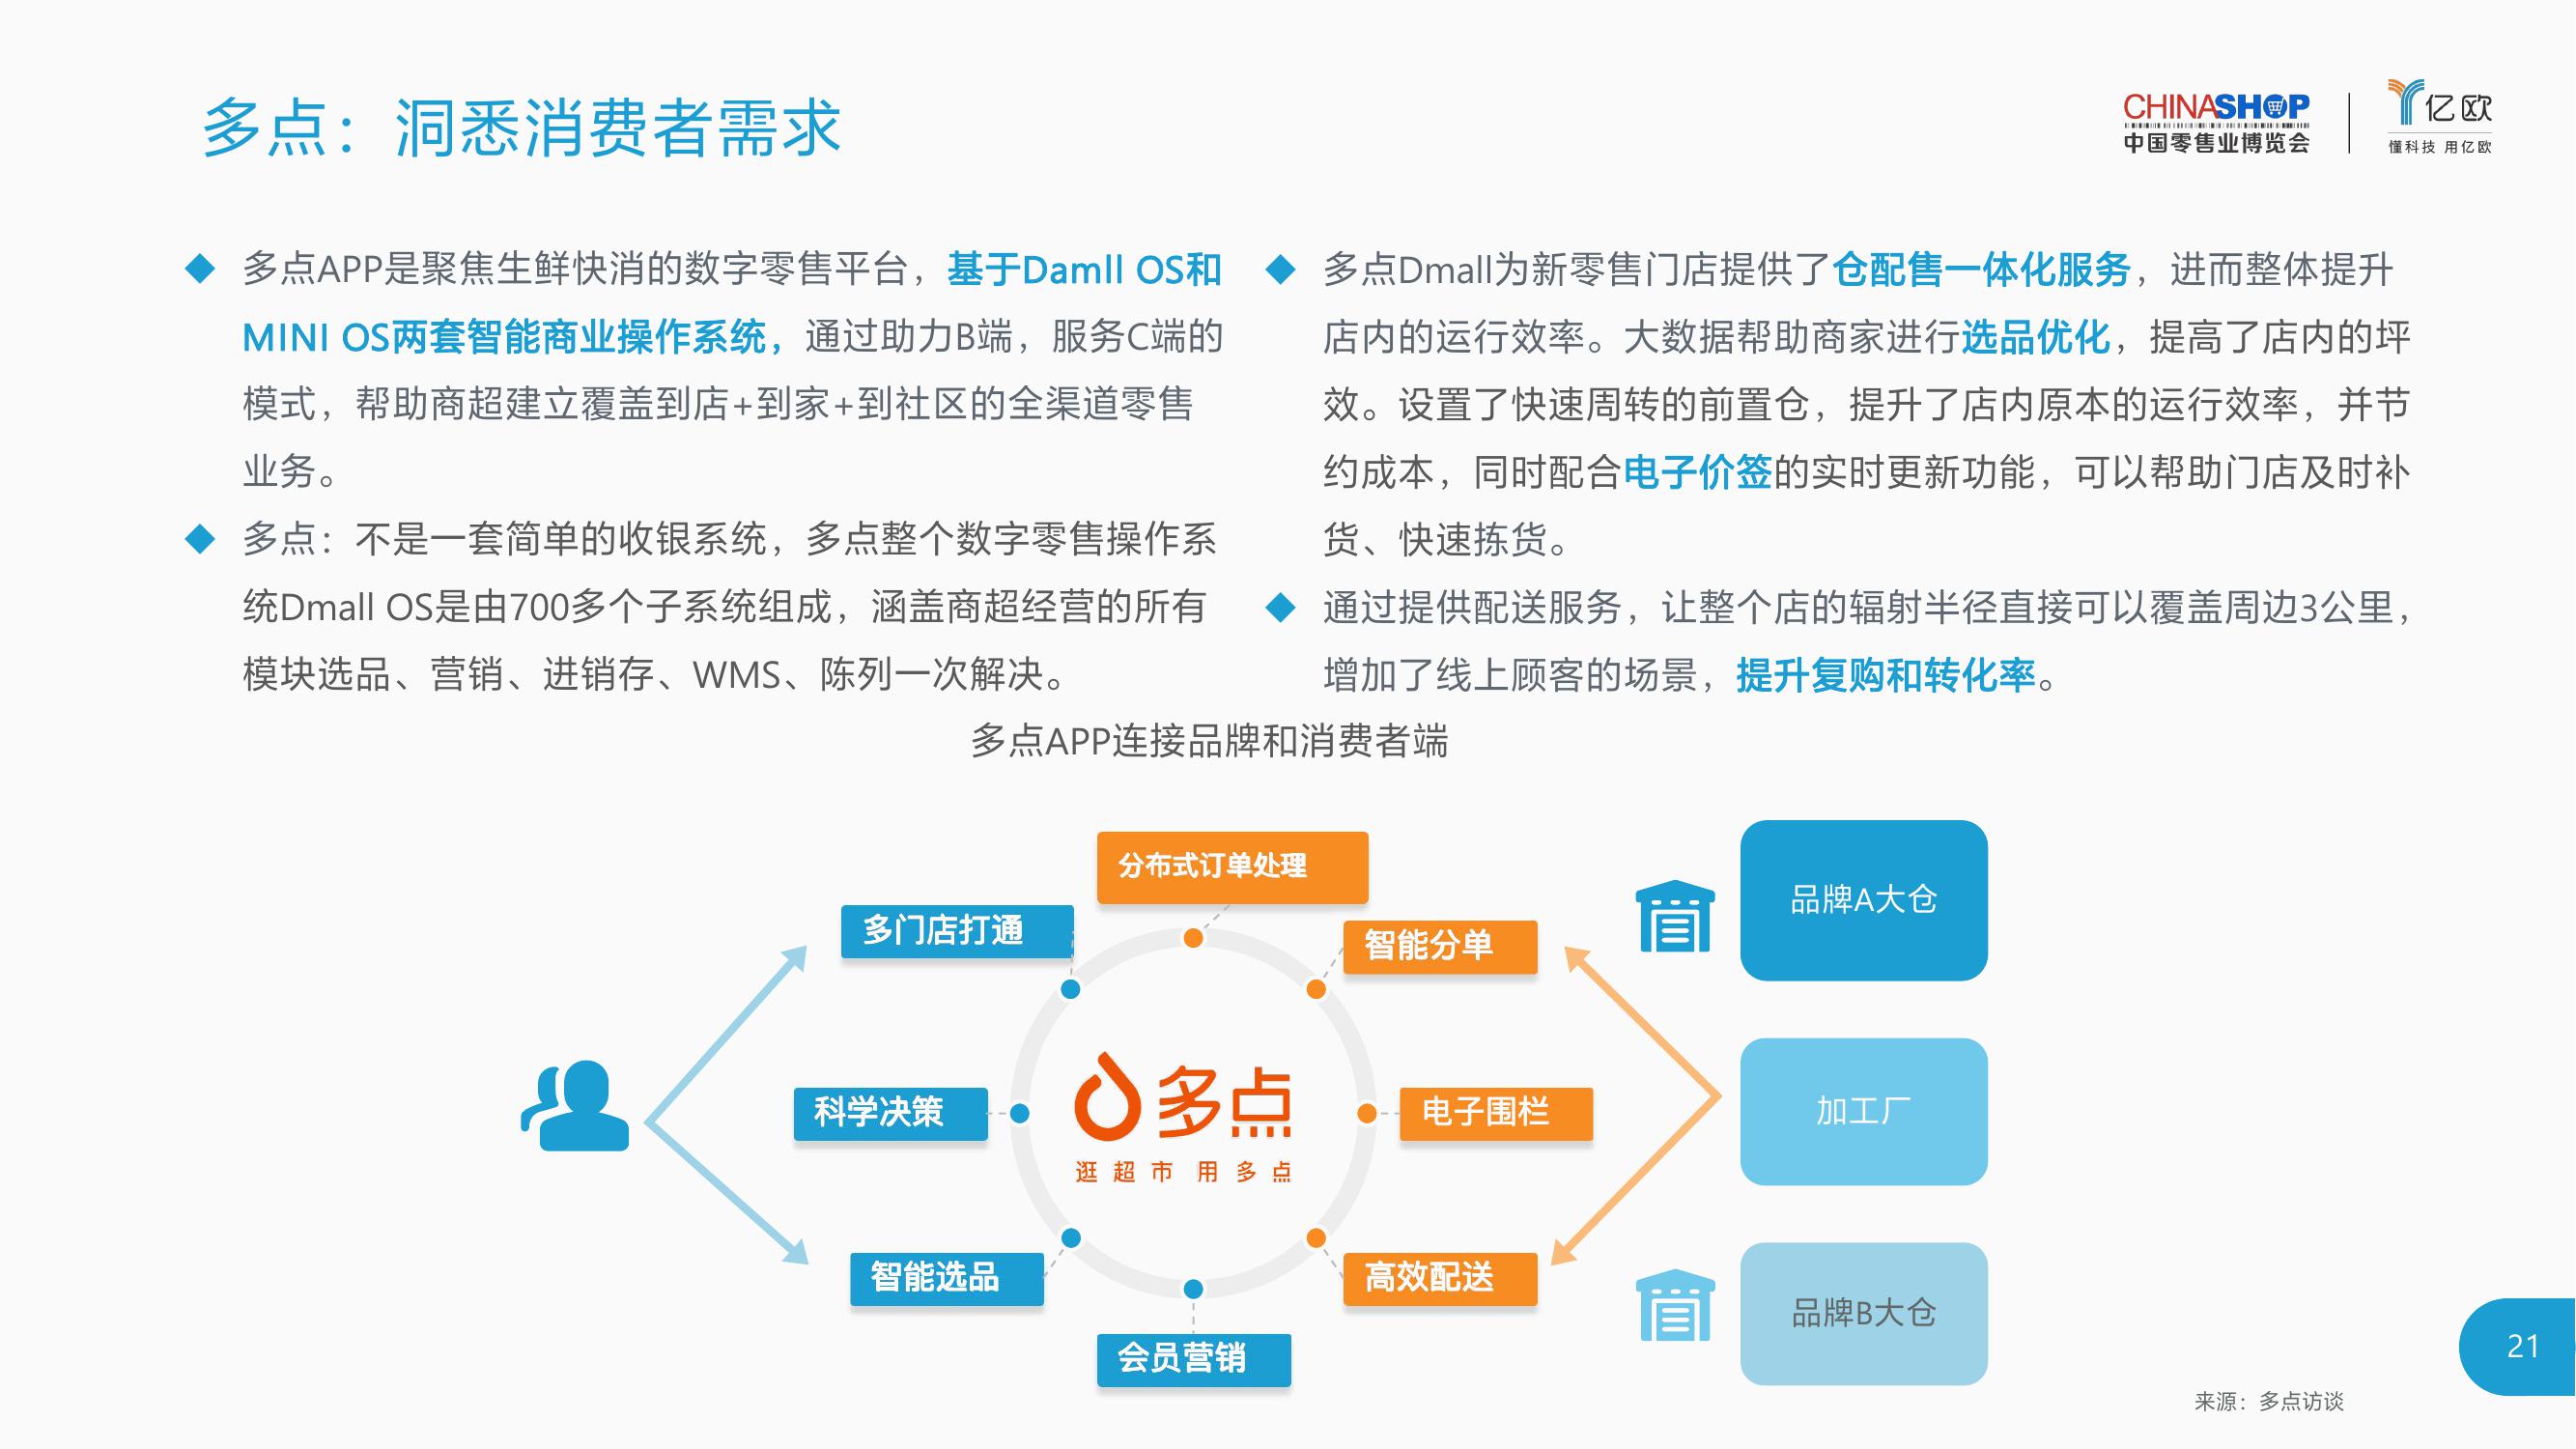 多点：洞悉消费者需求
CHINASHOP
中国零售业博览会
亿欧
懂科技 用亿欧
多点APP是聚焦生鲜快消的数字零售平台，基于Damll OS和
MINI OS两套智能商业操作系统，通过助力B端，服务C端的
模式，帮助商超建立覆盖到店+到家+到社区的全渠道零售
业务。
多点：不是一套简单的收银系统，多点整个数字零售操作系
统Dmall OS是由700多个子系统组成，涵盖商超经营的所有
模块选品、营销、进销存、WMS、陈列一次解决。
多点Dmall为新零售门店提供了仓配售一体化服务，进而整体提升
店内的运行效率。大数据帮助商家进行选品优化，提高了店内的坪
效。设置了快速周转的前置仓，提升了店内原本的运行效率，并节
约成本，同时配合电子价签的实时更新功能，可以帮助门店及时补
货、快速拣货。
通过提供配送服务，让整个店的辐射半径直接可以覆盖周边3公里，
增加了线上顾客的场景，提升复购和转化率。
多点APP连接品牌和消费者端
分布式订单处理
多门店打通
智能分单
科学决策
电子围栏
智能选品
高效配送
会员营销
多点
逛超市 用多点
品牌A大仓
加工厂
品牌B大仓
21
来源：多点访谈